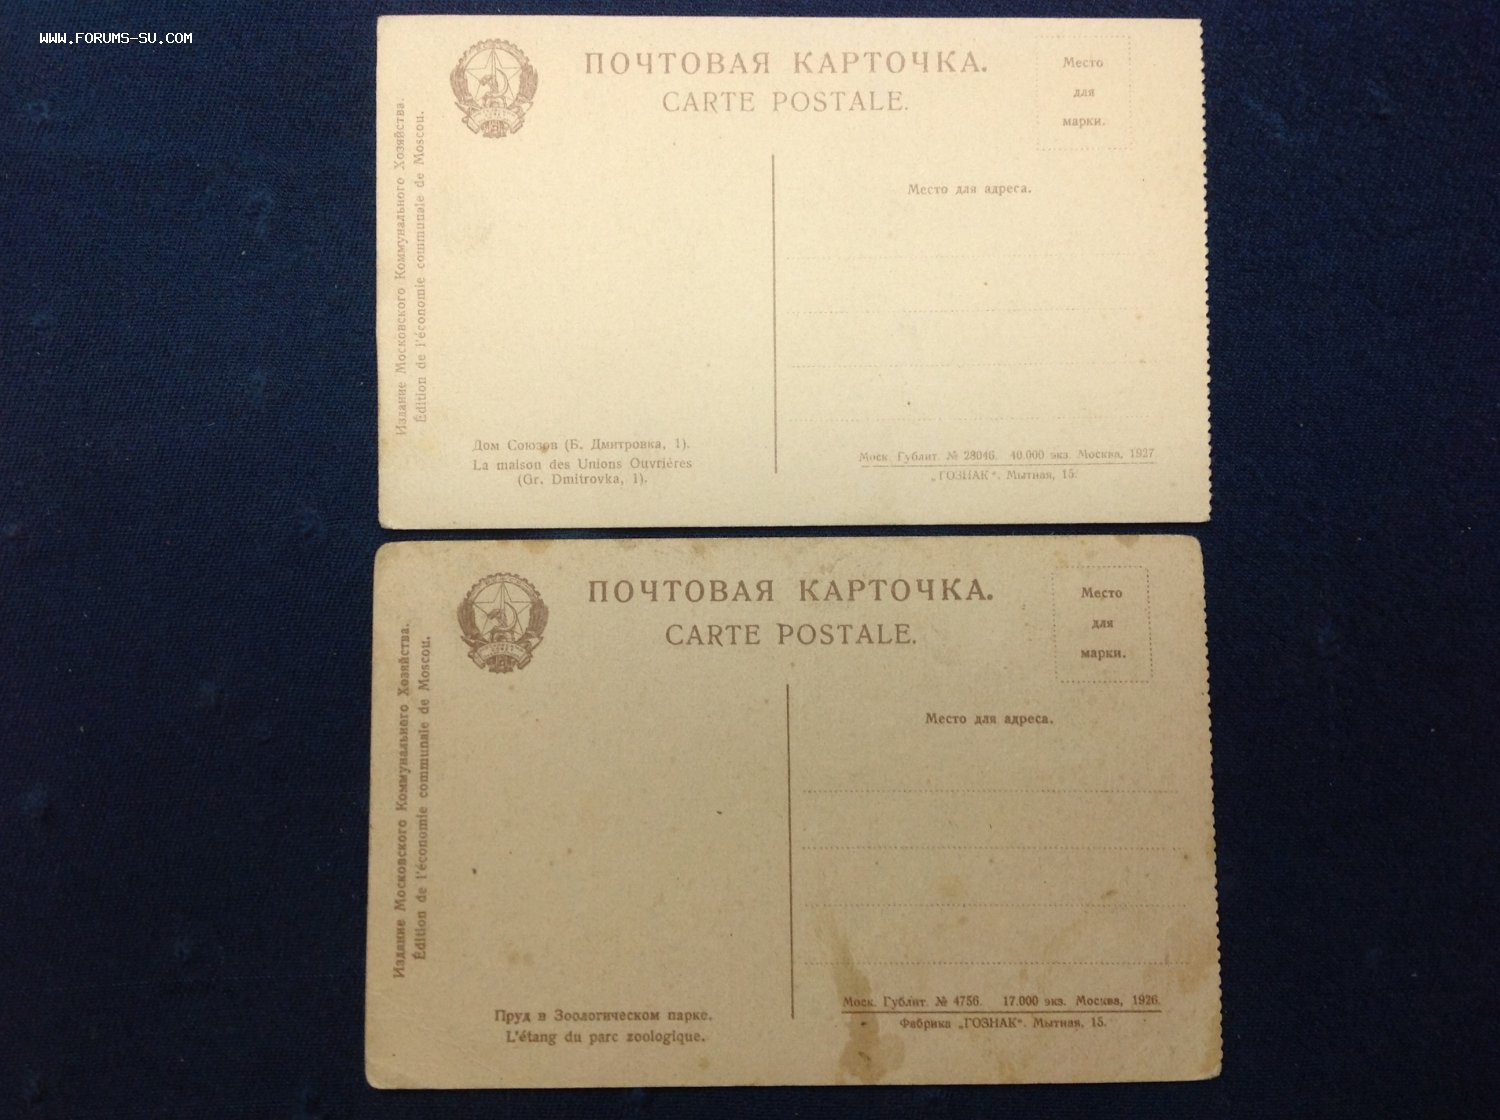 WWW.FORUMS-SU.COM
ПОЧТОВАЯ КАРТОЧКА.
CARTE POSTALE.
Место
для
марки.
Место для адреса.
Издание Московского Коммунального Хозяйства.
Édition de l'économie communale de Moscou.
Дом Союзов (Б. Дмитровка, 1).
La maison des Unions Ouvrières
(Gr. Dmitrovka, 1).
Моск. Гублит. № 28046. 40.000 экз. Москва, 1927
„ГОЗНАК“. Мытная, 15.
ПОЧТОВАЯ КАРТОЧКА.
CARTE POSTALE.
Место
для
марки.
Место для адреса.
Издание Московского Коммунальнаго Хозяйства.
Édition de l'économie communale de Moscou.
Пруд в Зоологическом парке.
L'étang du parc zoologique.
Моск. Гублит. № 4756. 17.000 экз. Москва, 1926.
Фабрика „ГОЗНАК“. Мытная, 15.